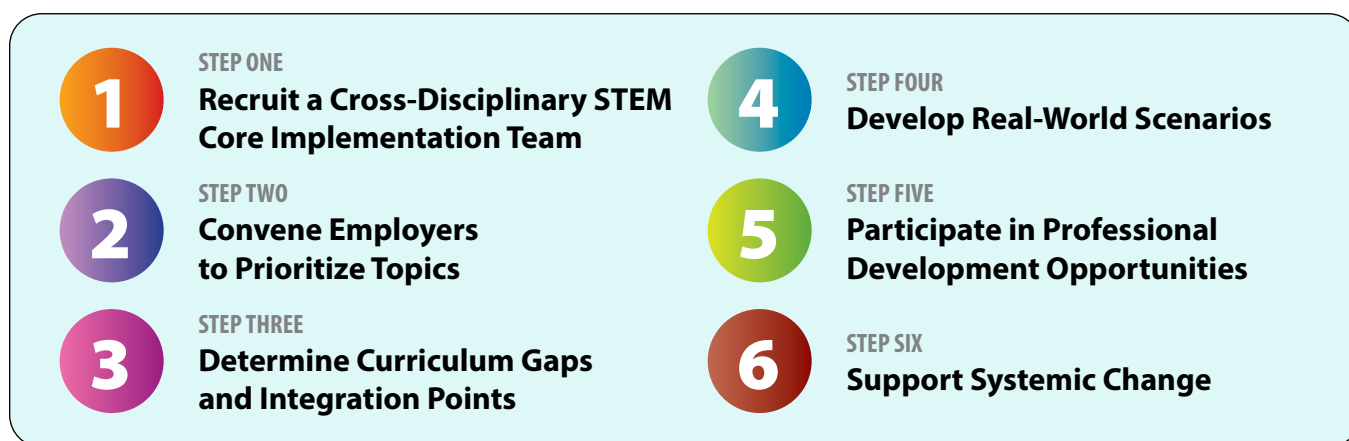 1
STEP ONE
Recruit a Cross-Disciplinary STEM
Core Implementation Team
2
STEP TWO
Convene Employers
to Prioritize Topics
3
STEP THREE
Determine Curriculum Gaps
and Integration Points
4
STEP FOUR
Develop Real-World Scenarios
5
STEP FIVE
Participate in Professional
Development Opportunities
6
STEP SIX
Support Systemic Change